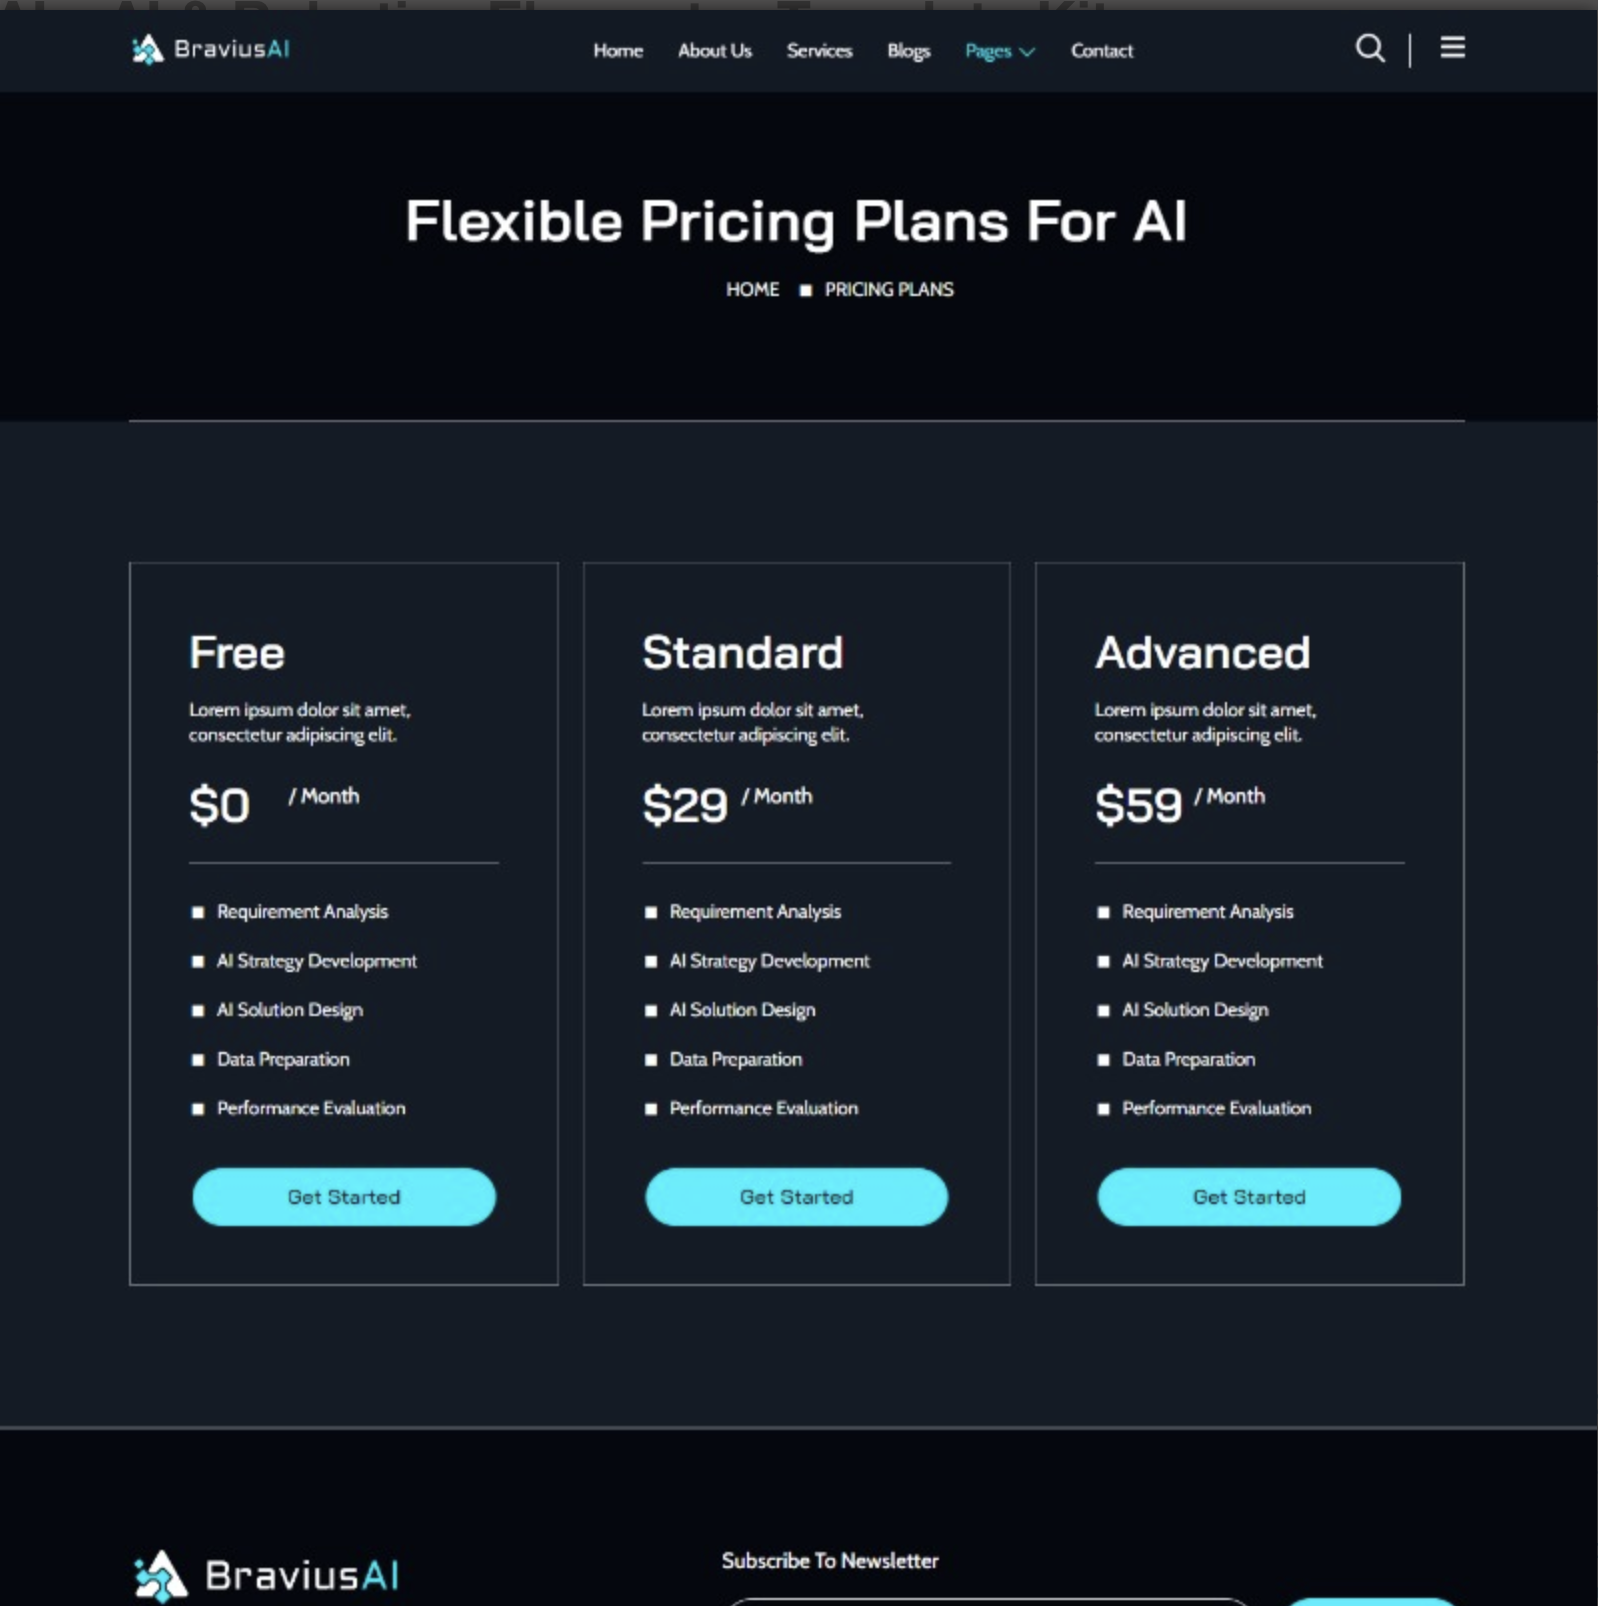 AI & Robotics Elementor Template Kit
BraviusAI
Home About Us Services Blogs Pages Contact
Flexible Pricing Plans For AI
HOME ■ PRICING PLANS
Free
Lorem ipsum dolor sit amet,
consectetur adipiscing elit.
$0 / Month
■ Requirement Analysis
■ AI Strategy Development
■ AI Solution Design
■ Data Preparation
■ Performance Evaluation
Get Started
Standard
Lorem ipsum dolor sit amet,
consectetur adipiscing elit.
$29 / Month
■ Requirement Analysis
■ AI Strategy Development
■ AI Solution Design
■ Data Preparation
■ Performance Evaluation
Get Started
Advanced
Lorem ipsum dolor sit amet,
consectetur adipiscing elit.
$59 / Month
■ Requirement Analysis
■ AI Strategy Development
■ AI Solution Design
■ Data Preparation
■ Performance Evaluation
Get Started
BraviusAI
Subscribe To Newsletter